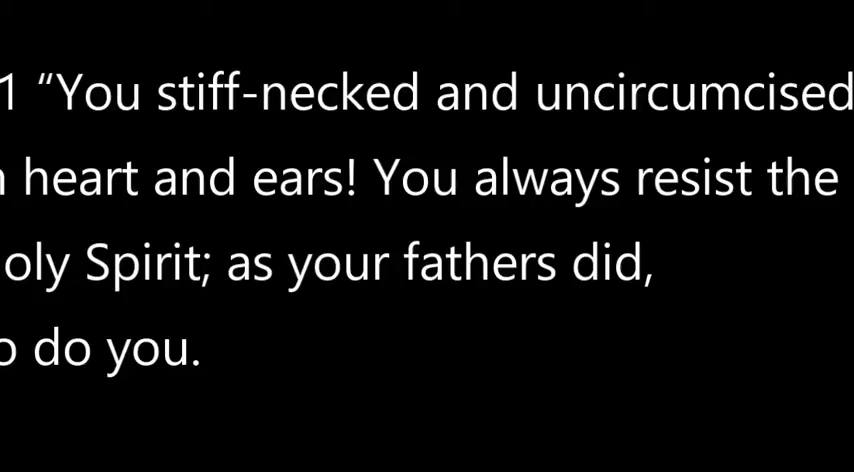 1 “You stiff-necked and uncircumcised
heart and ears! You always resist the
oly Spirit; as your fathers did,
o do you.